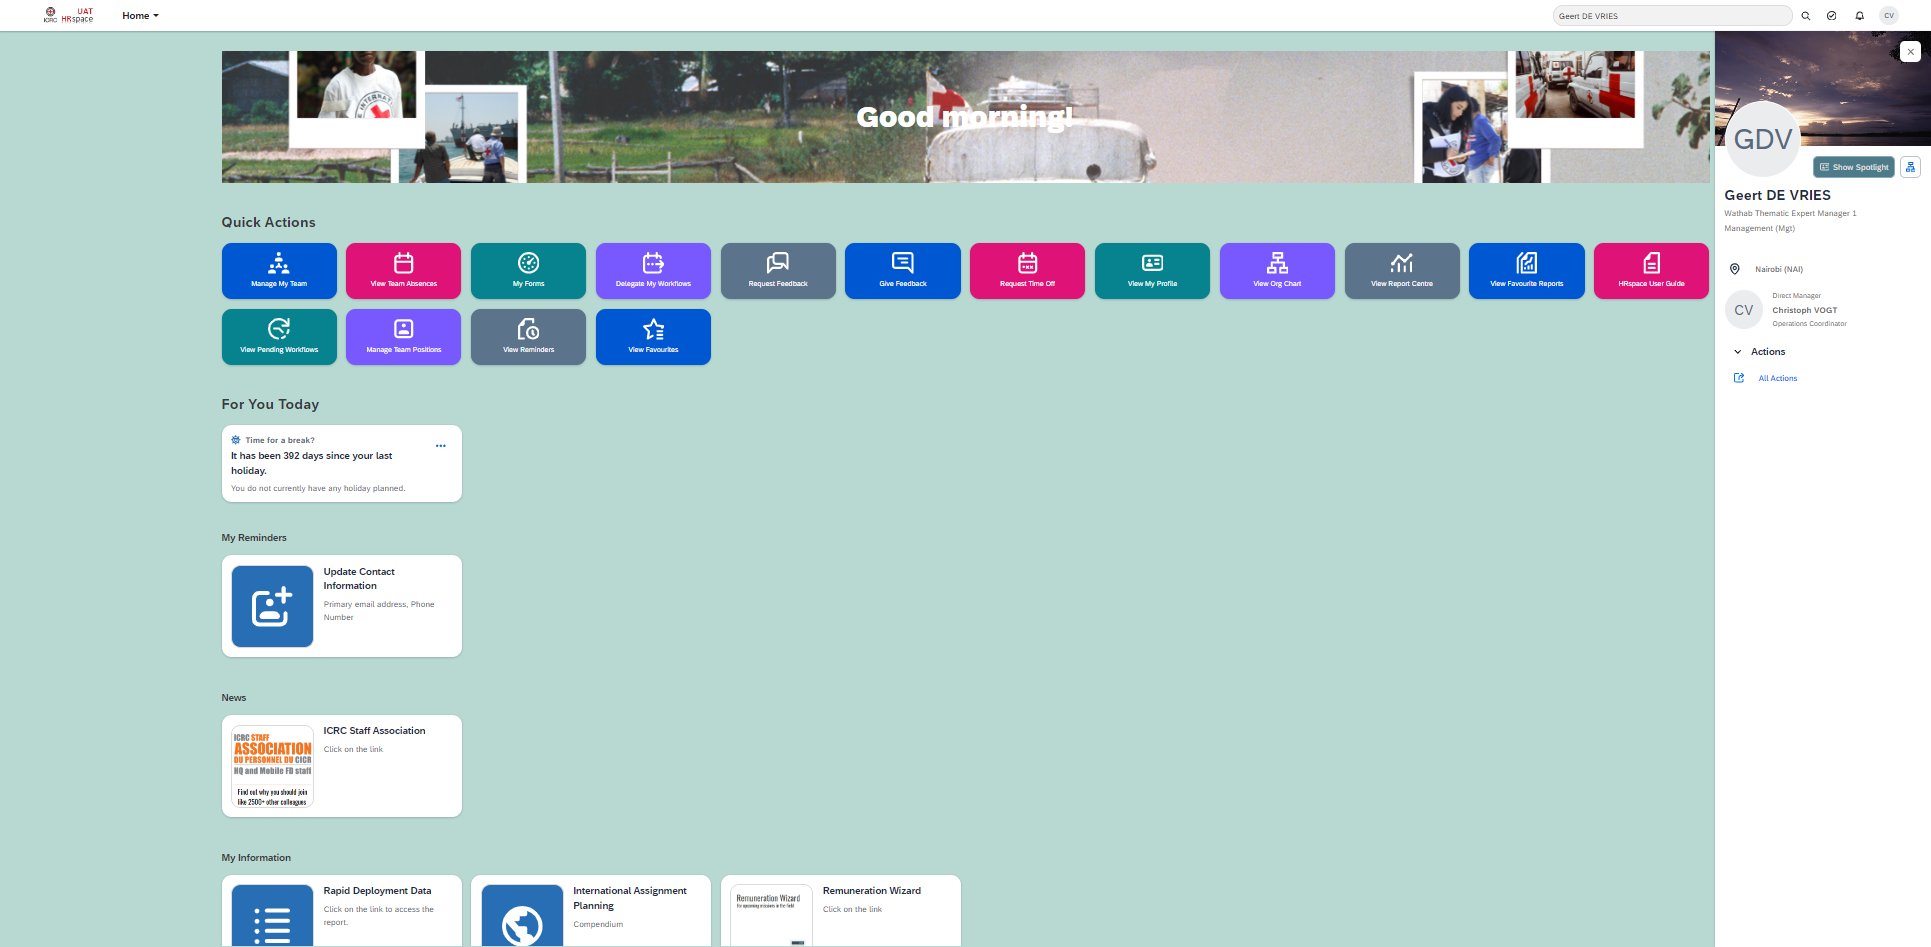 ICRC
UAT
HRspace
Home
Geert DE VRIES
CV
INTERNAT
Good morning!
GDV
Show Spotlight
Geert DE VRIES
Wathab Thematic Expert Manager 1
Management (Mgt)
Nairobi (NAI)
CV
Direct Manager
Christoph VOGT
Operations Coordinator
Actions
All Actions
Quick Actions
Manage My Team
View Team Absences
My Forms
Delegate My Workflows
Request Feedback
Give Feedback
Request Time Off
View My Profile
View Org Chart
View Report Centre
View Favourite Reports
HRspace User Guide
View Pending Workflows
Manage Team Positions
View Reminders
View Favourites
For You Today
Time for a break?
It has been 392 days since your last
holiday.
You do not currently have any holiday planned.
My Reminders
Update Contact
Information
Primary email address, Phone
Number
News
ICRC STAFF
ASSOCIATION
DU PERSONNEL DU CICR
HQ and Mobile FD staff
Find out why you should join
like 2500+ other colleagues
ICRC Staff Association
Click on the link
My Information
Rapid Deployment Data
Click on the link to access the
report.
International Assignment
Planning
Compendium
Remuneration Wizard
For upcoming missions in the field
Remuneration Wizard
Click on the link